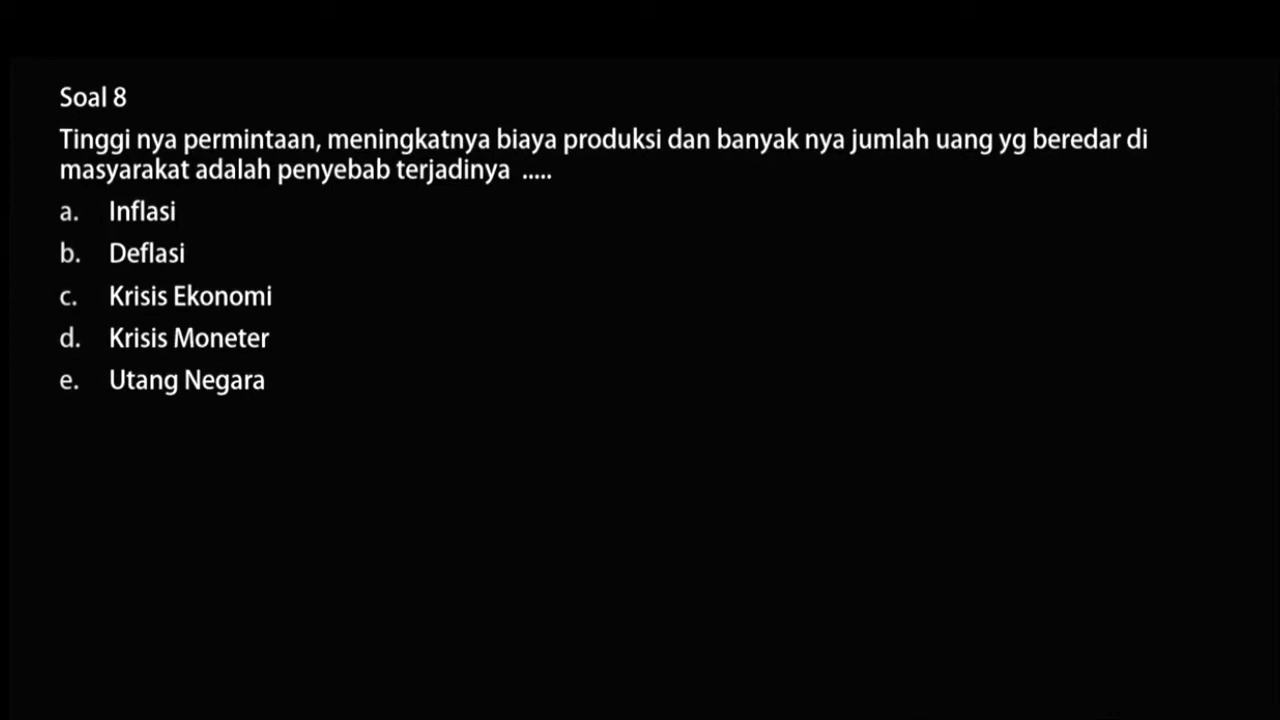 Soal 8
Tinggi nya permintaan, meningkatnya biaya produksi dan banyak nya jumlah uang yg beredar di
masyarakat adalah penyebab terjadinya .....
a. Inflasi
b. Deflasi
c. Krisis Ekonomi
d. Krisis Moneter
e. Utang Negara